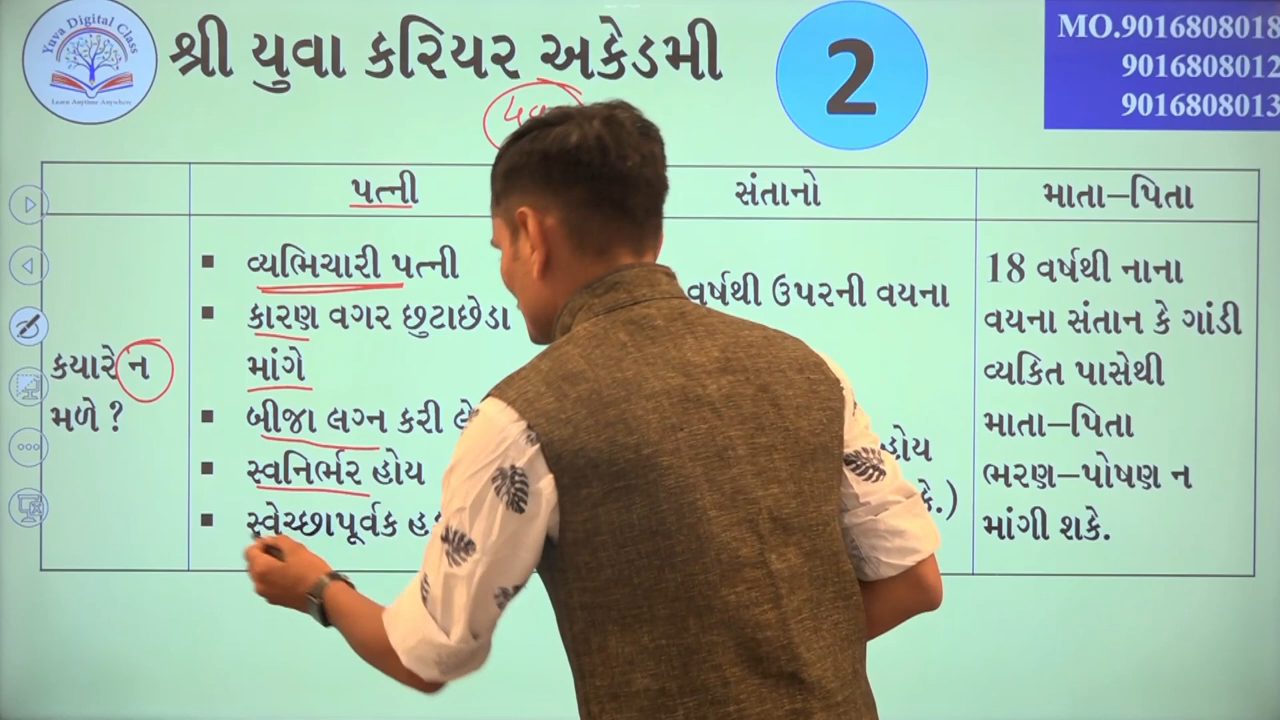 Yuva Digital Class
Learn Anytime Anywhere
શ્રી યુવા કરિયર અકેડમી
2
MO.9016808018
9016808012
9016808013
પત્ની
સંતાનો
માતા–પિતા
કયારે ન
મળે ?
▪ વ્યભિચારી પત્ની
▪ કારણ વગર છુટાછેડા
માંગે
▪ બીજા લગ્ન કરી
▪ સ્વનિર્ભર હોય
▪ સ્વેચ્છાપૂર્વક
વર્ષથી ઉપરની વયના
હોય
18 વર્ષથી નાના
વયના સંતાન કે ગાંડી
વ્યકિત પાસેથી
માતા–પિતા
ભરણ–પોષણ ન
માંગી શકે.